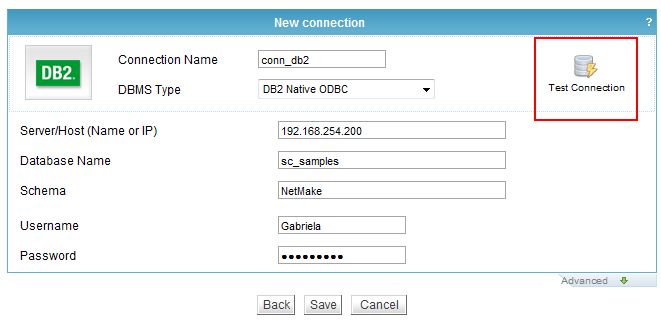 New connection ?
DB2.
Connection Name conn_db2
DBMS Type DB2 Native ODBC
Test Connection
Server/Host (Name or IP) 192.168.254.200
Database Name sc_samples
Schema NetMake
Username Gabriela
Password ●●●●●●●●●
Advanced
Back Save Cancel